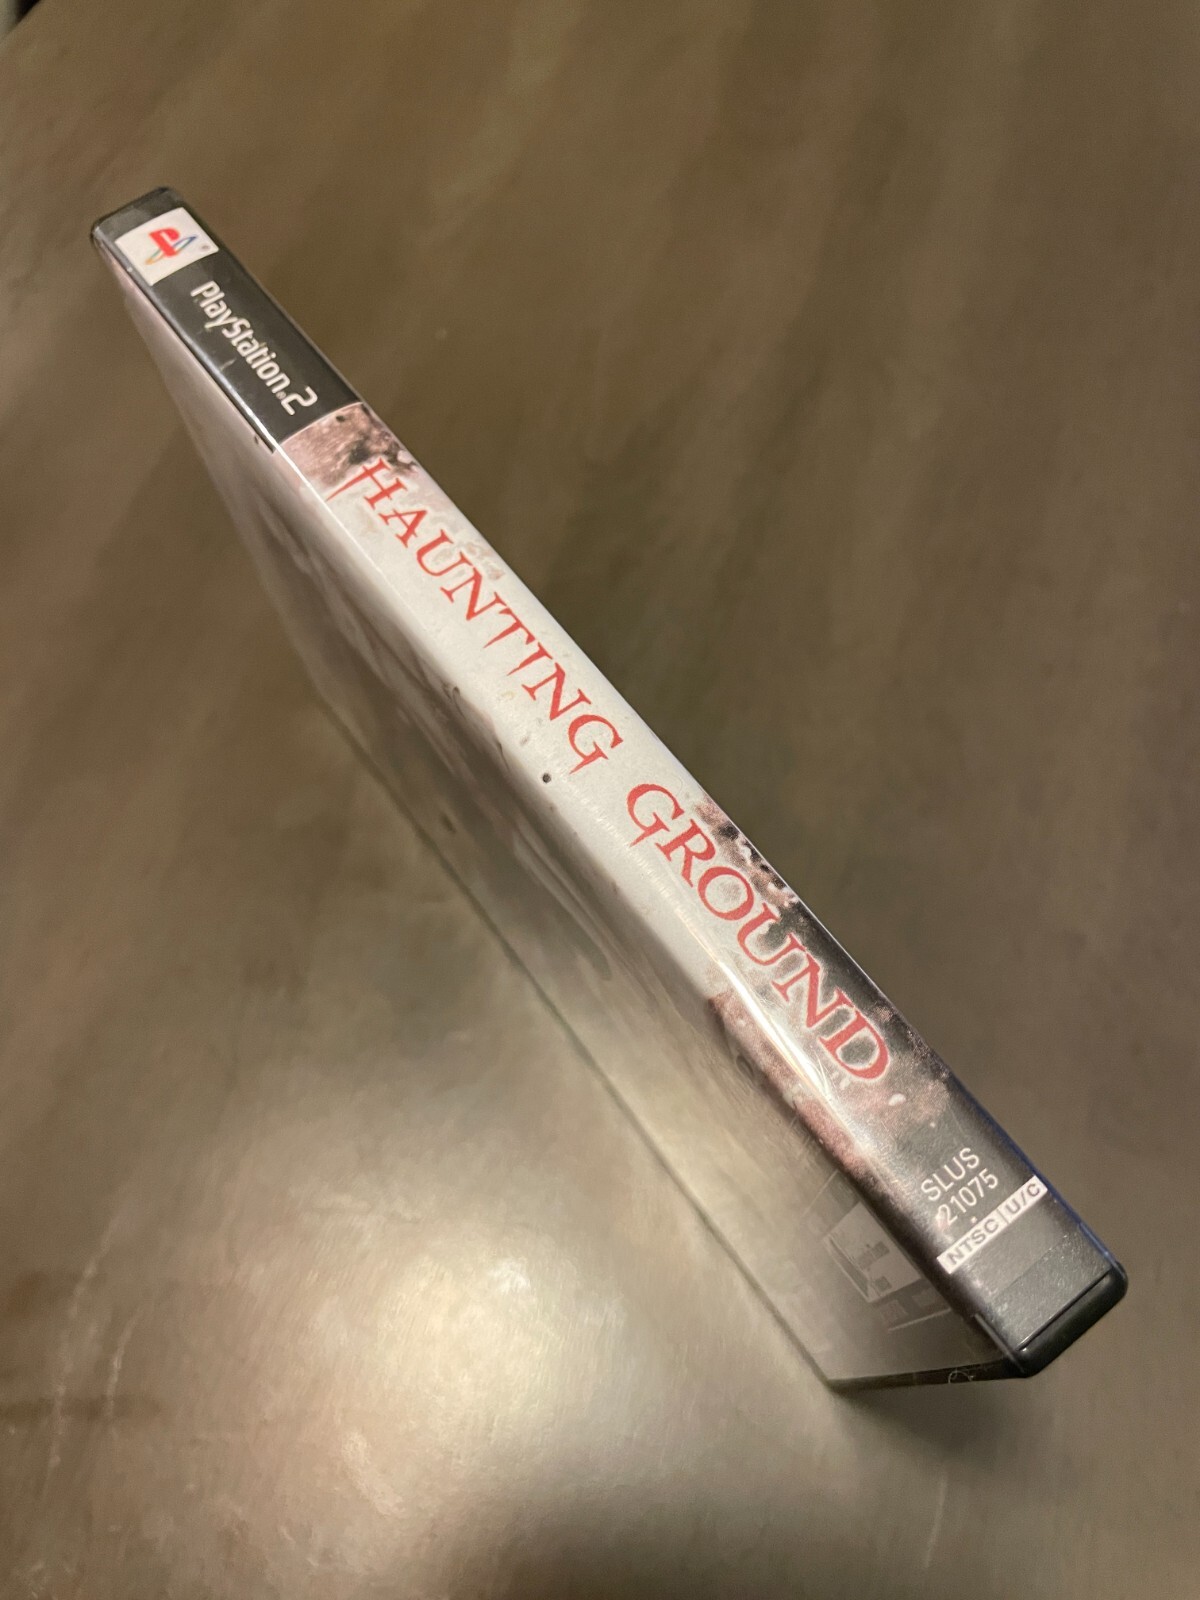 PlayStation®2
HAUNTING GROUND
SLUS
21075
NTSC U/C